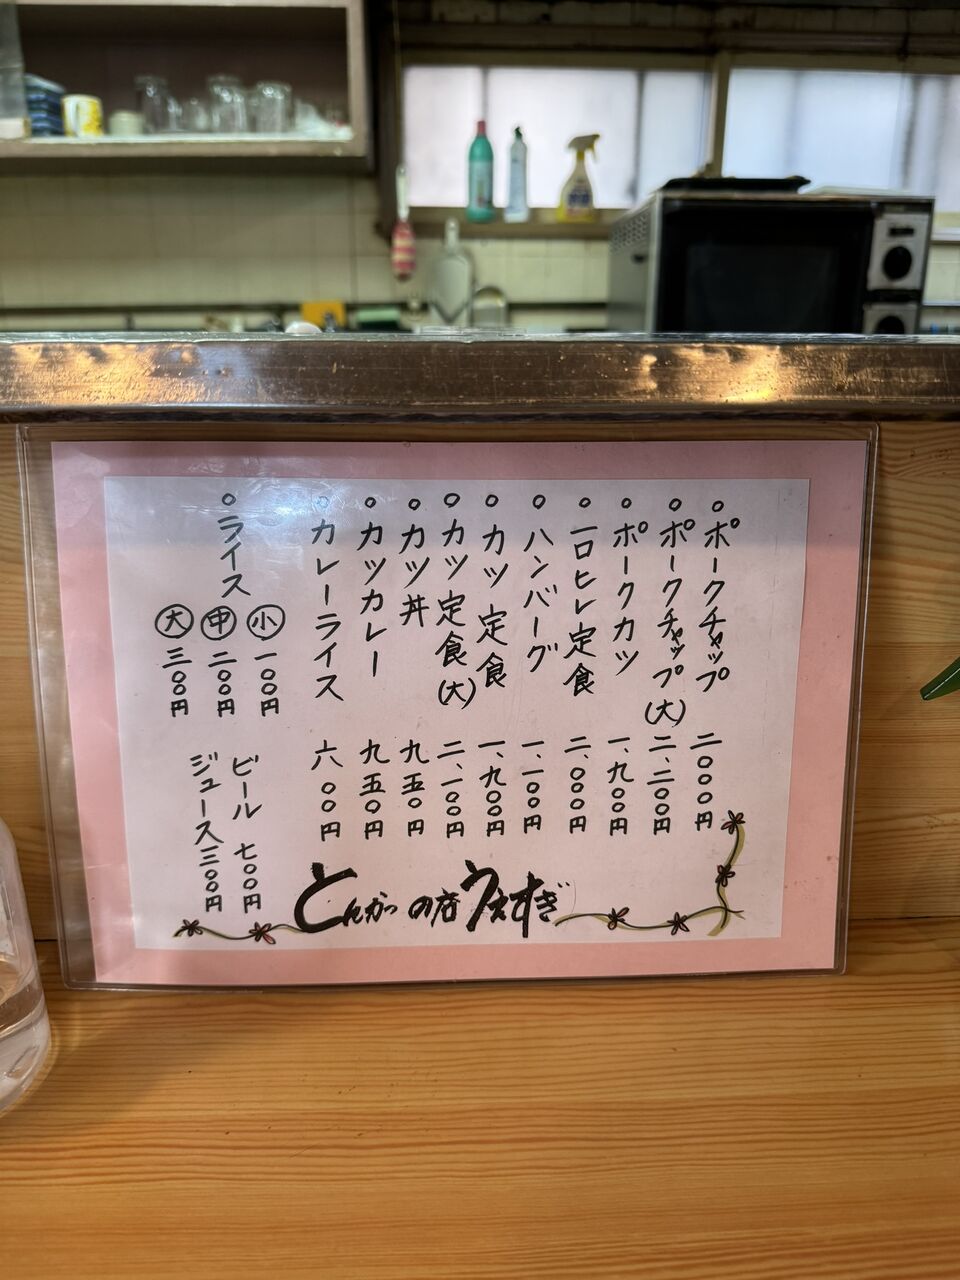 ○ポークチャップ 二〇〇〇円
○ポークチャップ(大) 二、二〇〇円
○ポークカツ 一、九〇〇円
○一口ヒレ定食 二、〇〇〇円
○ハンバーグ 一、一〇〇円
○カツ定食 一、九〇〇円
○カツ定食(大) 二、一〇〇円
○カツ丼 九五〇円
○カツカレー 九五〇円
○カレーライス 六〇〇円
○ライス
小 一〇〇円
中 二〇〇円
大 三〇〇円
ビール 七〇〇円
ジュース 三〇〇円
とんかつの店うえすぎ